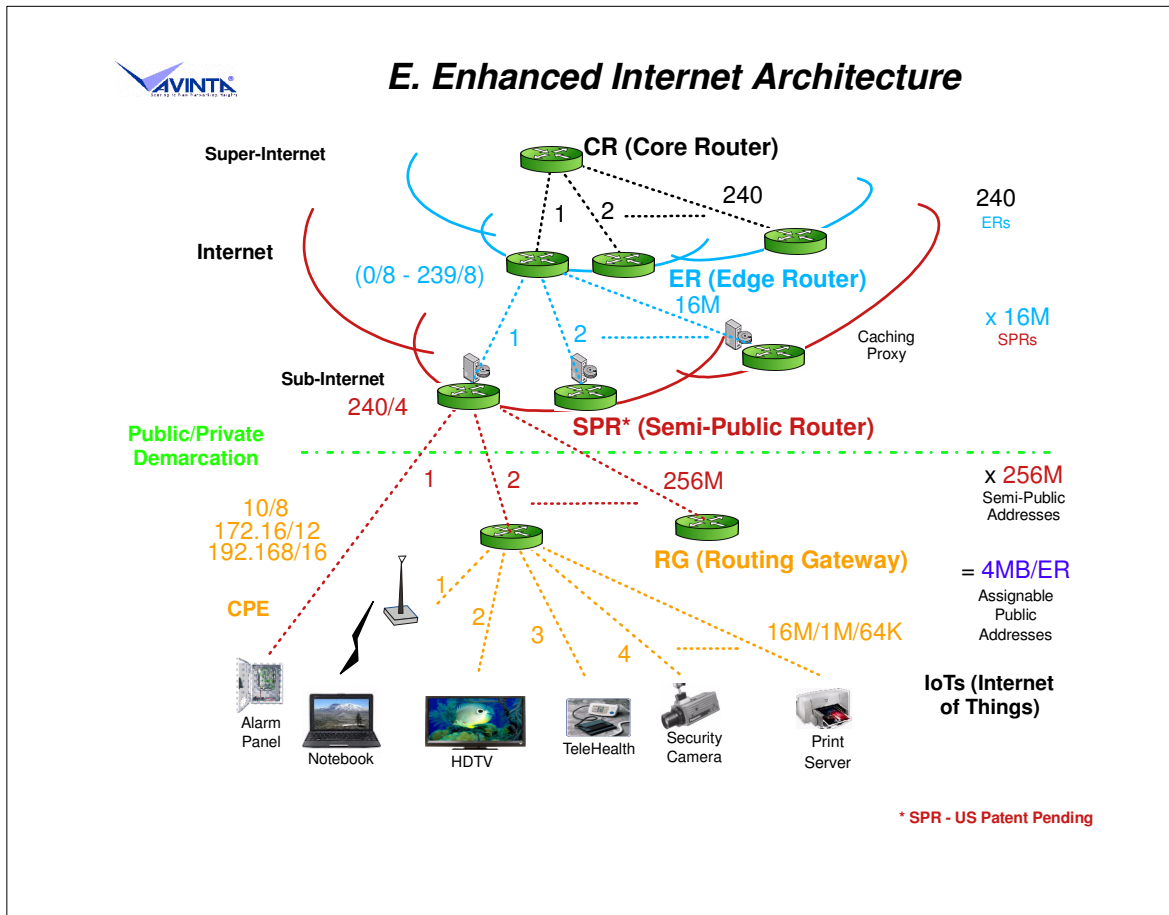 AVINTA®
E. Enhanced Internet Architecture
Super-Internet
CR (Core Router)
1
2
240
240
ERs
Internet
(0/8 - 239/8)
ER (Edge Router)
16M
1
2
x 16M
SPRs
Caching
Proxy
Sub-Internet
240/4
SPR* (Semi-Public Router)
Public/Private
Demarcation
1
2
256M
x 256M
Semi-Public
Addresses
10/8
172.16/12
192.168/16
RG (Routing Gateway)
= 4MB/ER
Assignable
Public
Addresses
CPE
1
2
3
4
16M/1M/64K
IoTs (Internet
of Things)
Alarm
Panel
Notebook
HDTV
TeleHealth
Security
Camera
Print
Server
* SPR - US Patent Pending